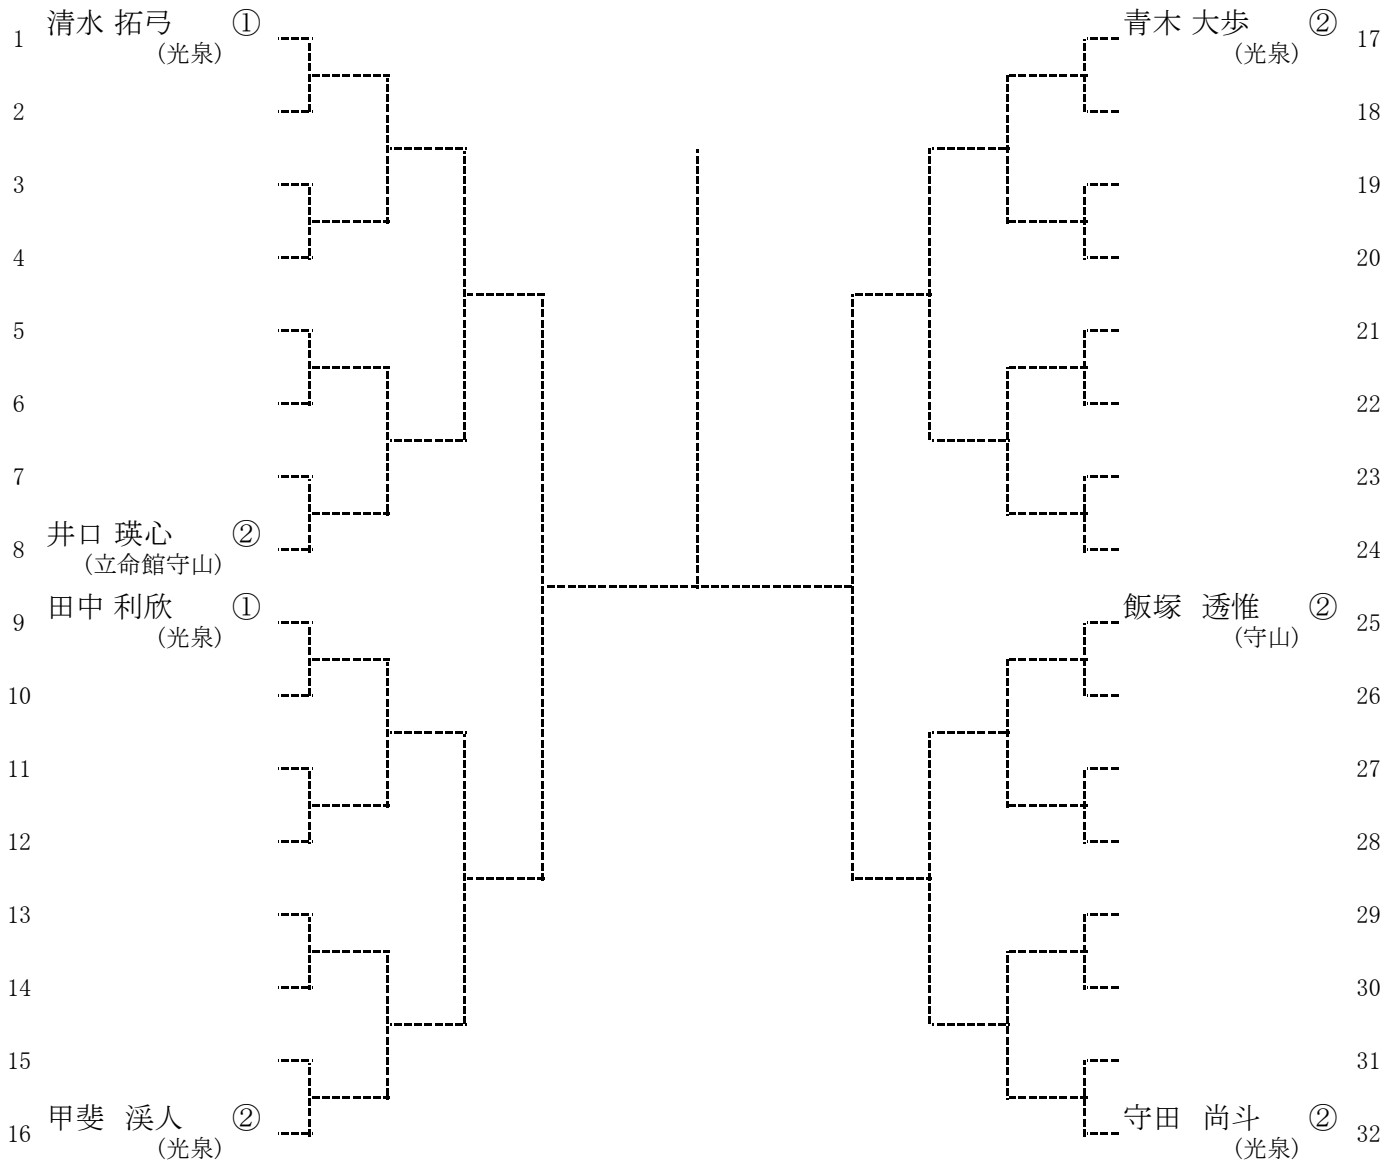 1 清水 拓弓 ①
(光泉)
2
3
4
5
6
7
8 井口 瑛心 ②
(立命館守山)
9 田中 利欣 ①
(光泉)
10
11
12
13
14
15
16 甲斐 渓人 ②
(光泉)
青木 大歩 ② 17
(光泉)
18
19
20
21
22
23
24
飯塚 透惟 ② 25
(守山)
26
27
28
29
30
31
守田 尚斗 ② 32
(光泉)